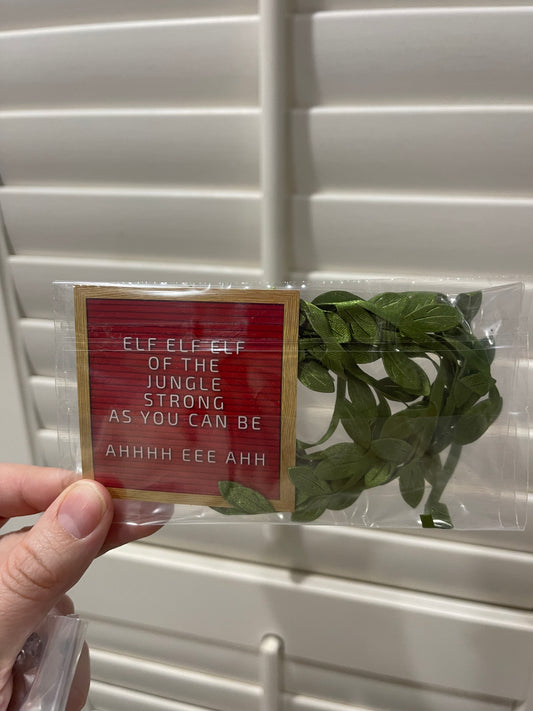 ELF ELF ELF
OF THE
JUNGLE
STRONG
AS YOU CAN BE
AHHHH EEE AHH